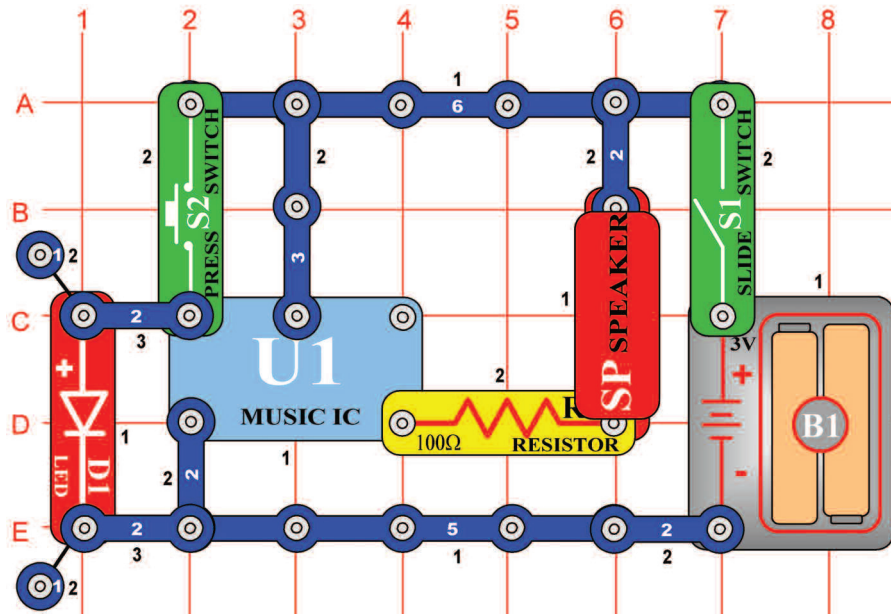 1 2 3 4 5 6 7 8
A
B
C
D
E
1
6
2
2
2
2
2
3
S2
PRESS SWITCH
S1
SLIDE SWITCH
1 2
2
3
1
1
SP
SPEAKER
3V
+
-
B1
U1
MUSIC IC
1
2
R
100Ω
RESISTOR
+
D1
LED
1
2
2
2
3
5
1
2
2
1 2